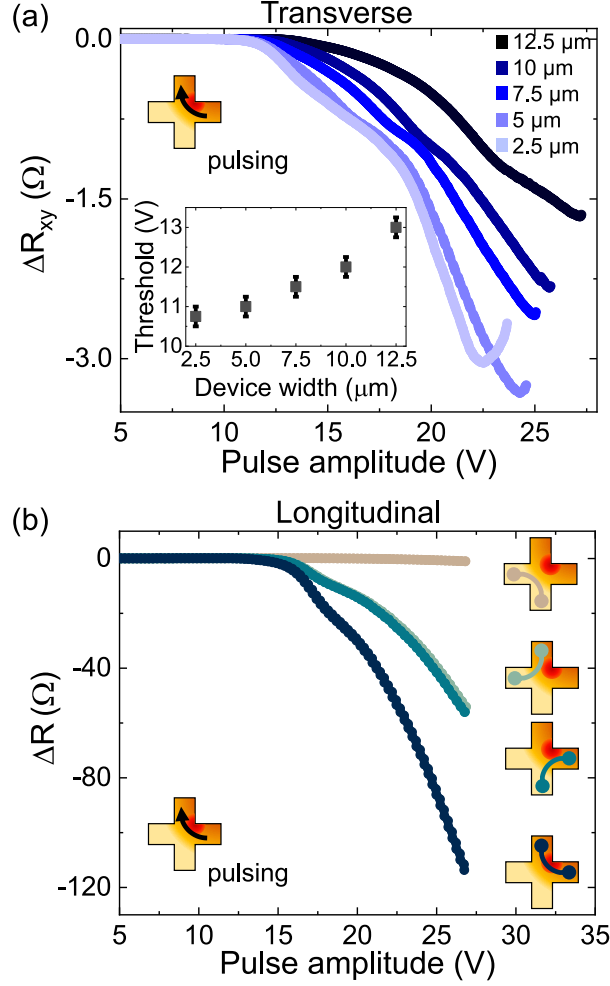 (a) Transverse
0.0
-1.5
-3.0
ΔRxy (Ω)
12.5 µm
10 µm
7.5 µm
5 µm
2.5 µm
pulsing
Threshold (V)
13
12
11
10
2.5 5.0 7.5 10.0 12.5
Device width (µm)
5 10 15 20 25
Pulse amplitude (V)
(b) Longitudinal
0
-40
-80
-120
ΔR (Ω)
pulsing
5 10 15 20 25 30 35
Pulse amplitude (V)